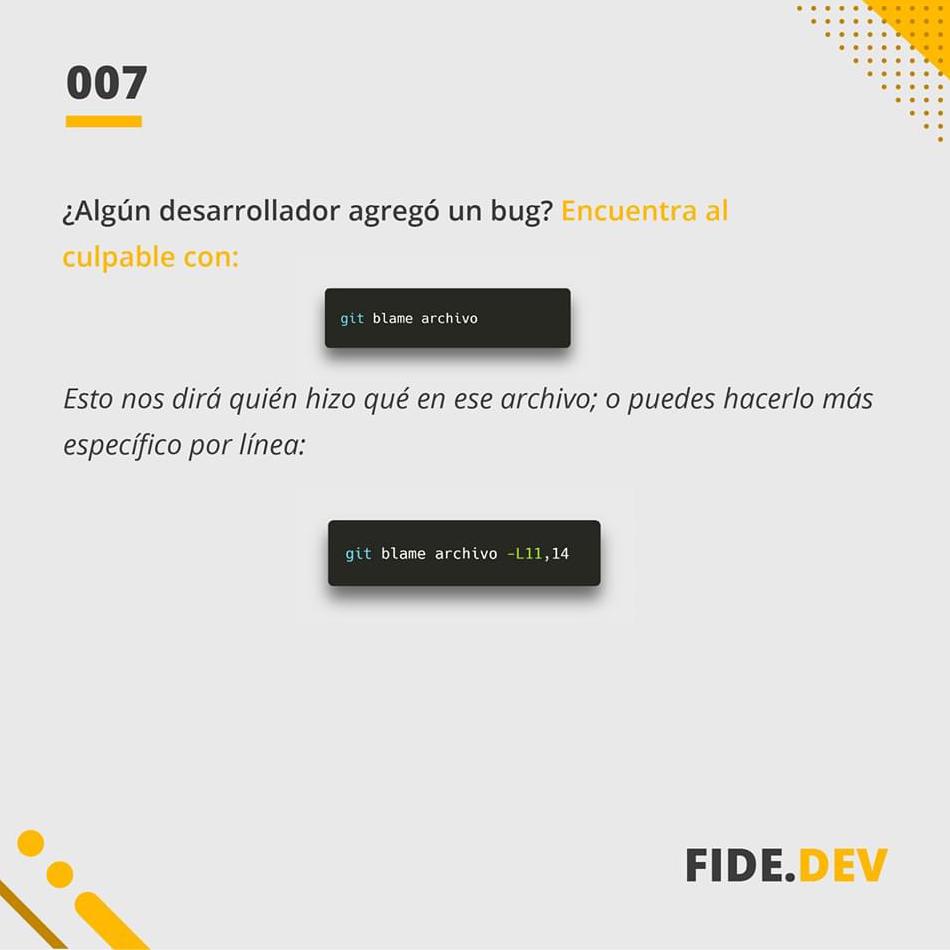 007
¿Algún desarrollador agregó un bug? Encuentra al
culpable con:
git blame archivo
Esto nos dirá quién hizo qué en ese archivo; o puedes hacerlo más
específico por línea:
git blame archivo -L11,14
FIDE.DEV